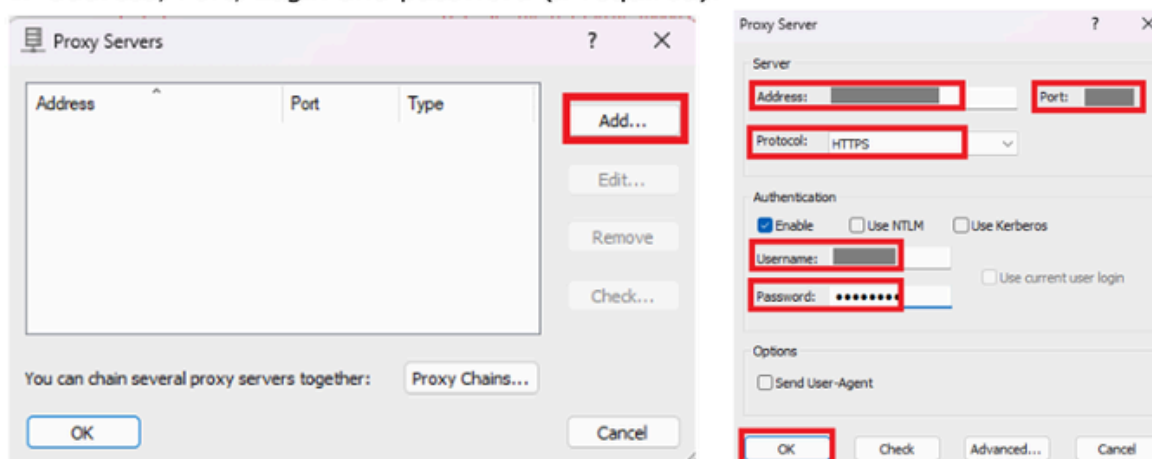 Proxy Servers
? ×
Address
Port
Type
Add...
Edit...
Remove
Check...
You can chain several proxy servers together:
Proxy Chains...
OK
Cancel
Proxy Server
? ×
Server
Address:
Port:
Protocol: HTTPS
Authentication
Enable
Use NTLM
Use Kerberos
Username:
Use current user login
Password: ••••••••
Options
Send User-Agent
OK
Check
Advanced...
Cancel